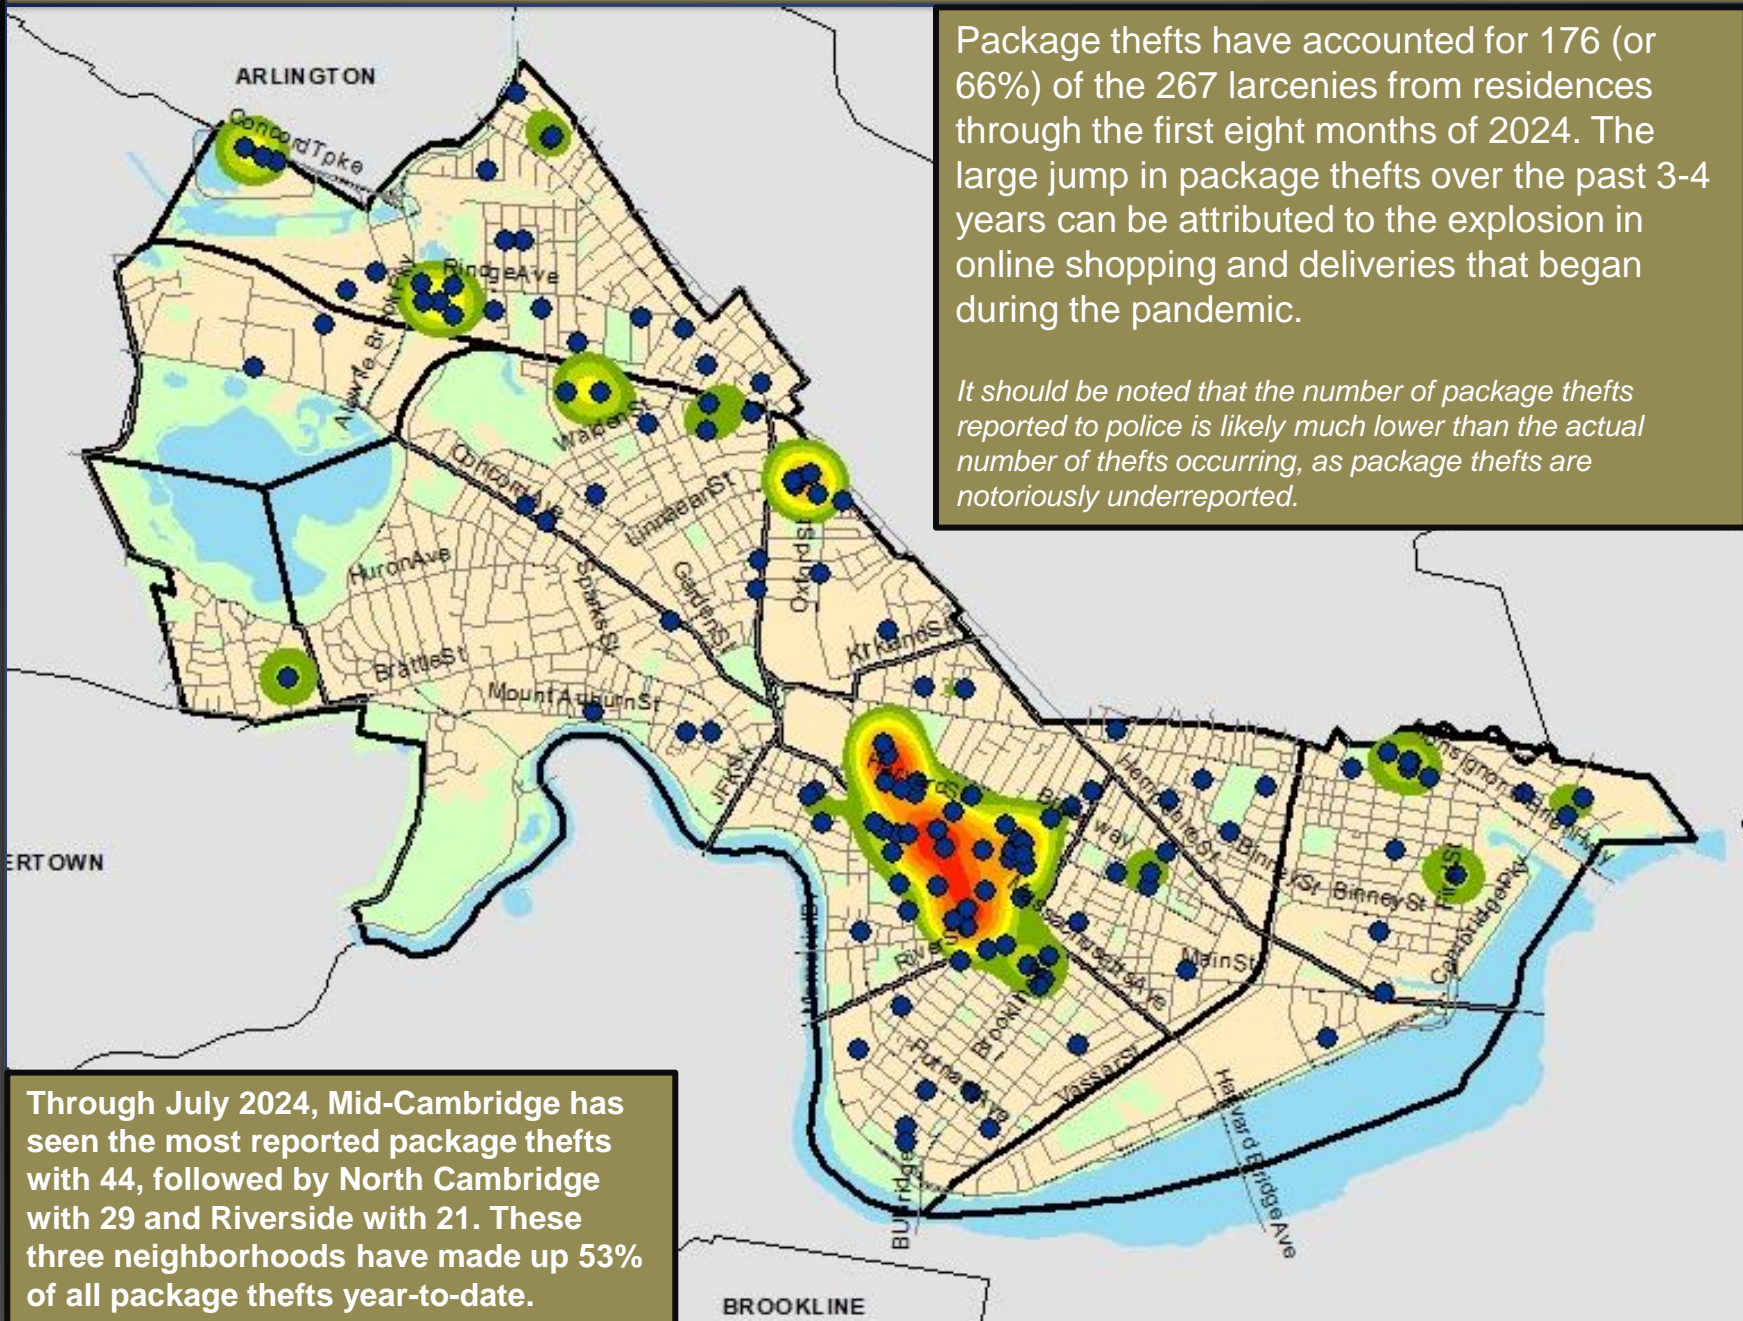 Package thefts have accounted for 176 (or
66%) of the 267 larcenies from residences
through the first eight months of 2024. The
large jump in package thefts over the past 3-4
years can be attributed to the explosion in
online shopping and deliveries that began
during the pandemic.
It should be noted that the number of package thefts
reported to police is likely much lower than the actual
number of thefts occurring, as package thefts are
notoriously underreported.
ARLINGTON
ConcordTpke
RindgeAve
WaldenSt
LinnaeanSt
HuronAve
SparksSt
GardenSt
OxfordSt
KirklandSt
BrattleSt
MountAuburnSt
JFKSt
HampshireSt
BinneySt
BinneySt
CambridgePky
MainSt
MassachusettsAve
PutnamAve
VassarSt
HarvardBridgeAve
ERTOWN
Through July 2024, Mid-Cambridge has
seen the most reported package thefts
with 44, followed by North Cambridge
with 29 and Riverside with 21. These
three neighborhoods have made up 53%
of all package thefts year-to-date.
BROOKLINE